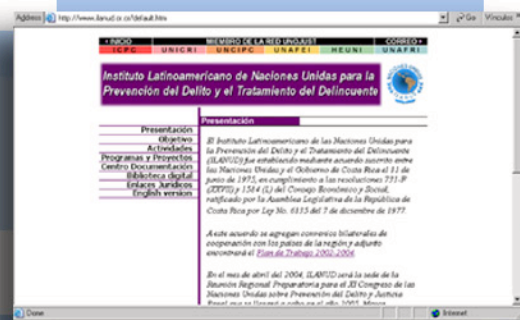 Address http://www.ilanud.or.cr/default.htm Go Vínculos
• INICIO MIEMBRO DE LA RED UNOJUST CORREO •
ICPC UNICRI UNCIPC UNAFEI HEUNI UNAFRI
Instituto Latinoamericano de Naciones Unidas para la
Prevención del Delito y el Tratamiento del Delincuente
Presentación
Presentación
Objetivo
Actividades
Programas y Proyectos
Centro Documentación
Biblioteca digital
Enlaces Jurídicos
English version
El Instituto Latinoamericano de las Naciones Unidas para
la Prevención del Delito y el Tratamiento del Delincuente
(ILANUD) fue establecido mediante acuerdo suscrito entre
las Naciones Unidas y el Gobierno de Costa Rica el 11 de
junio de 1975, en cumplimiento a las resoluciones 731-F
(XXVII) y 1584 (L) del Consejo Económico y Social,
ratificado por la Asamblea Legislativa de la República de
Costa Rica por Ley No. 6135 del 7 de diciembre de 1977.
A este acuerdo se agregan convenios bilaterales de
cooperación con los países de la región y adjunto
encontrará el Plan de Trabajo 2002-2004.
En el mes de abril del 2004, ILANUD será la sede de la
Reunión Regional Preparatoria para el XI Congreso de las
Naciones Unidas sobre Prevención del Delito y Justicia
Done Internet